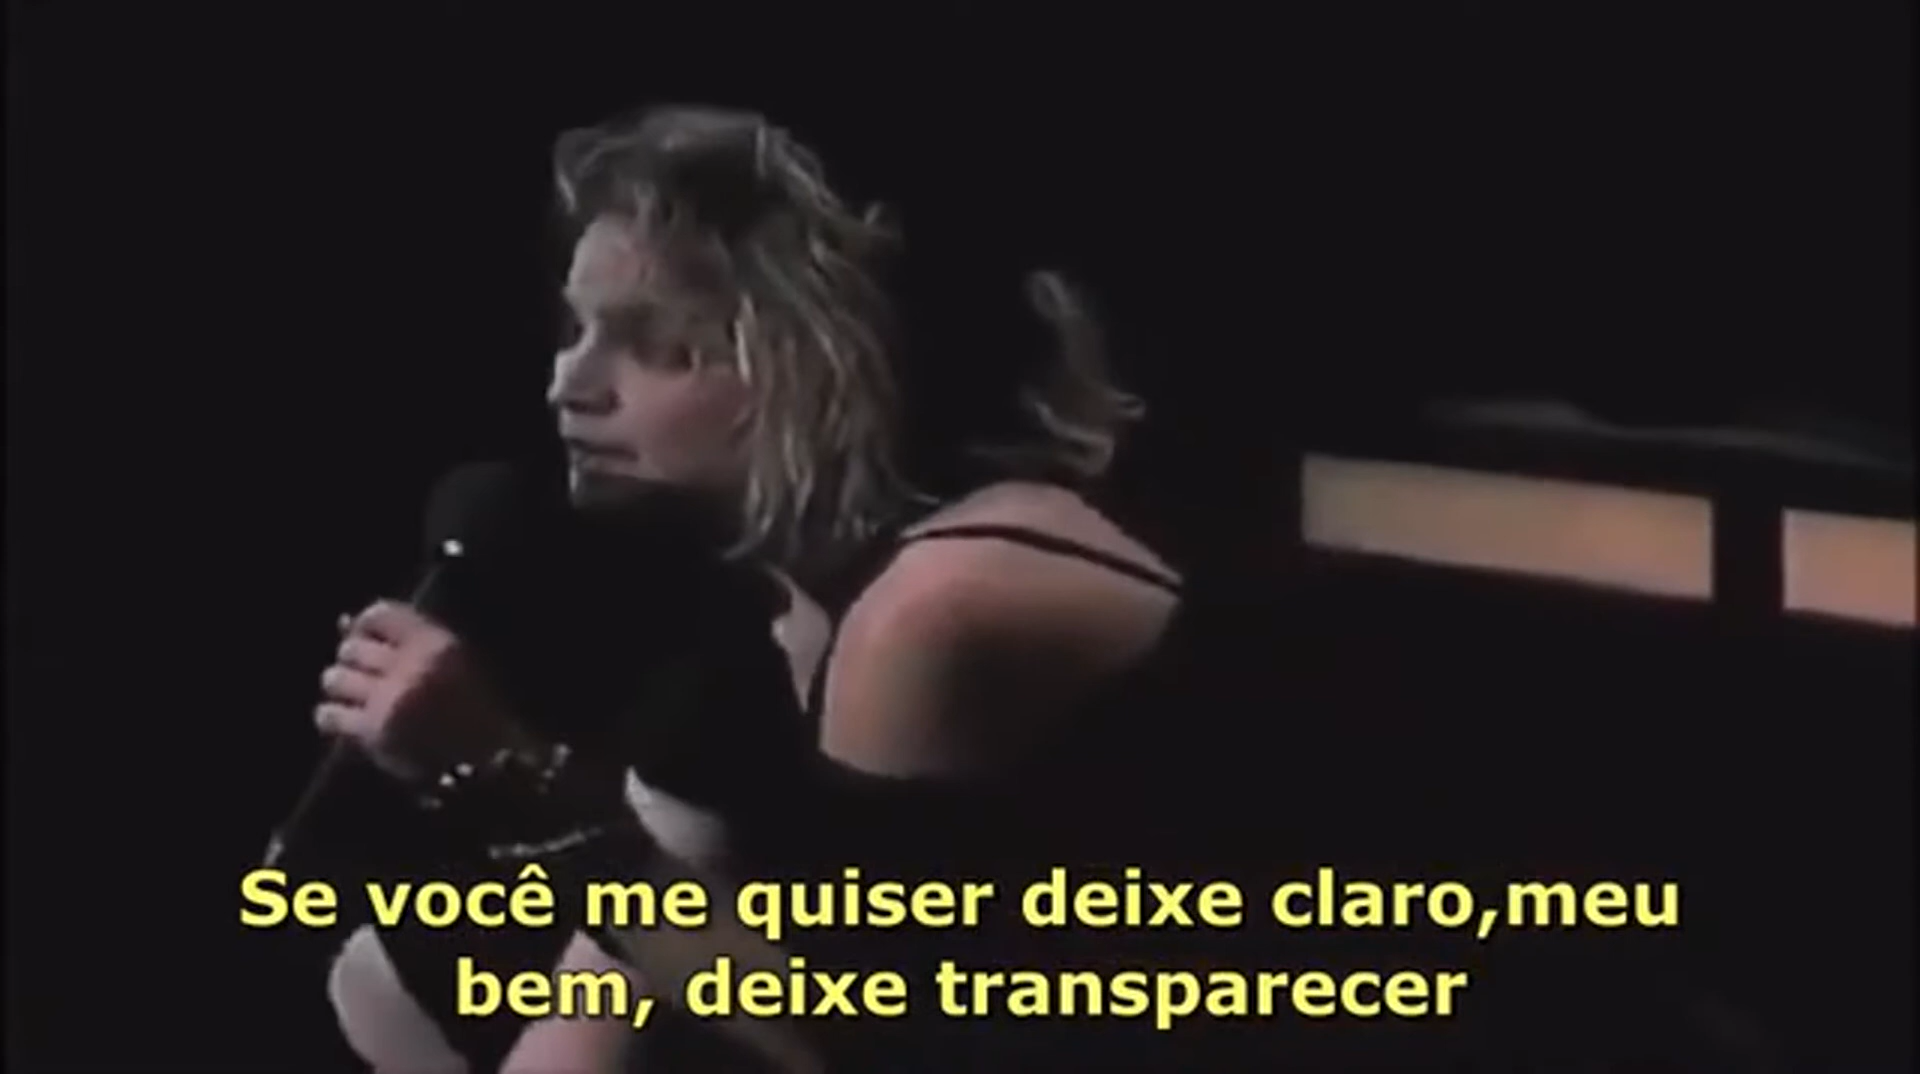 Se você me quiser deixe claro,meu
bem, deixe transparecer